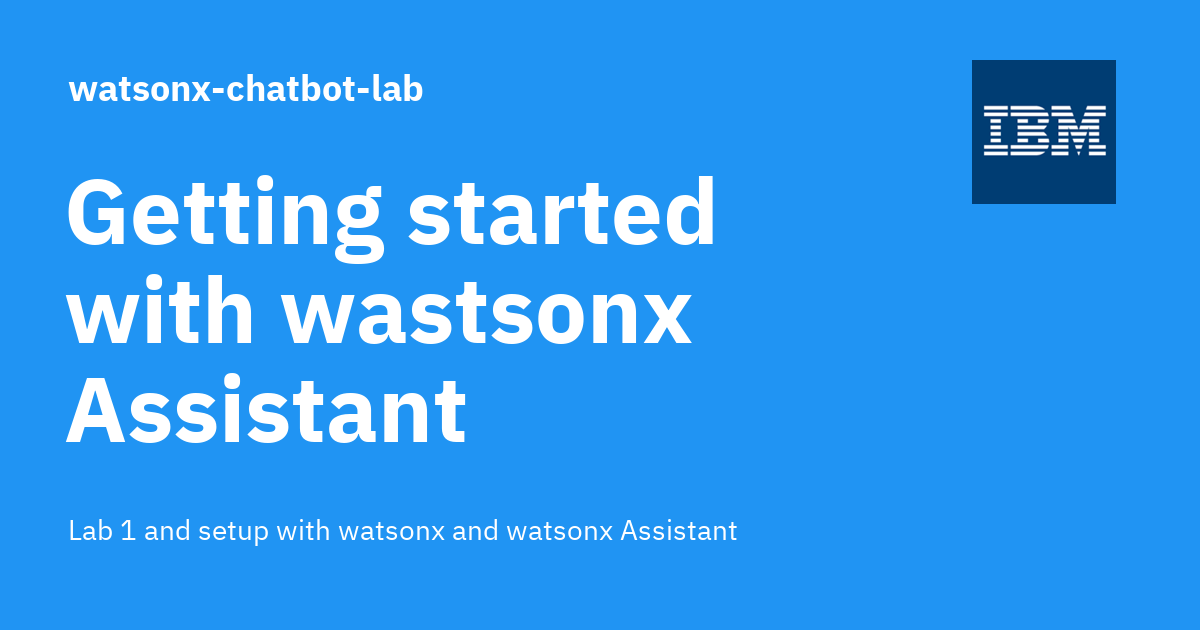 watsonx-chatbot-lab
IBM
Getting started
with wastsonx
Assistant
Lab 1 and setup with watsonx and watsonx Assistant